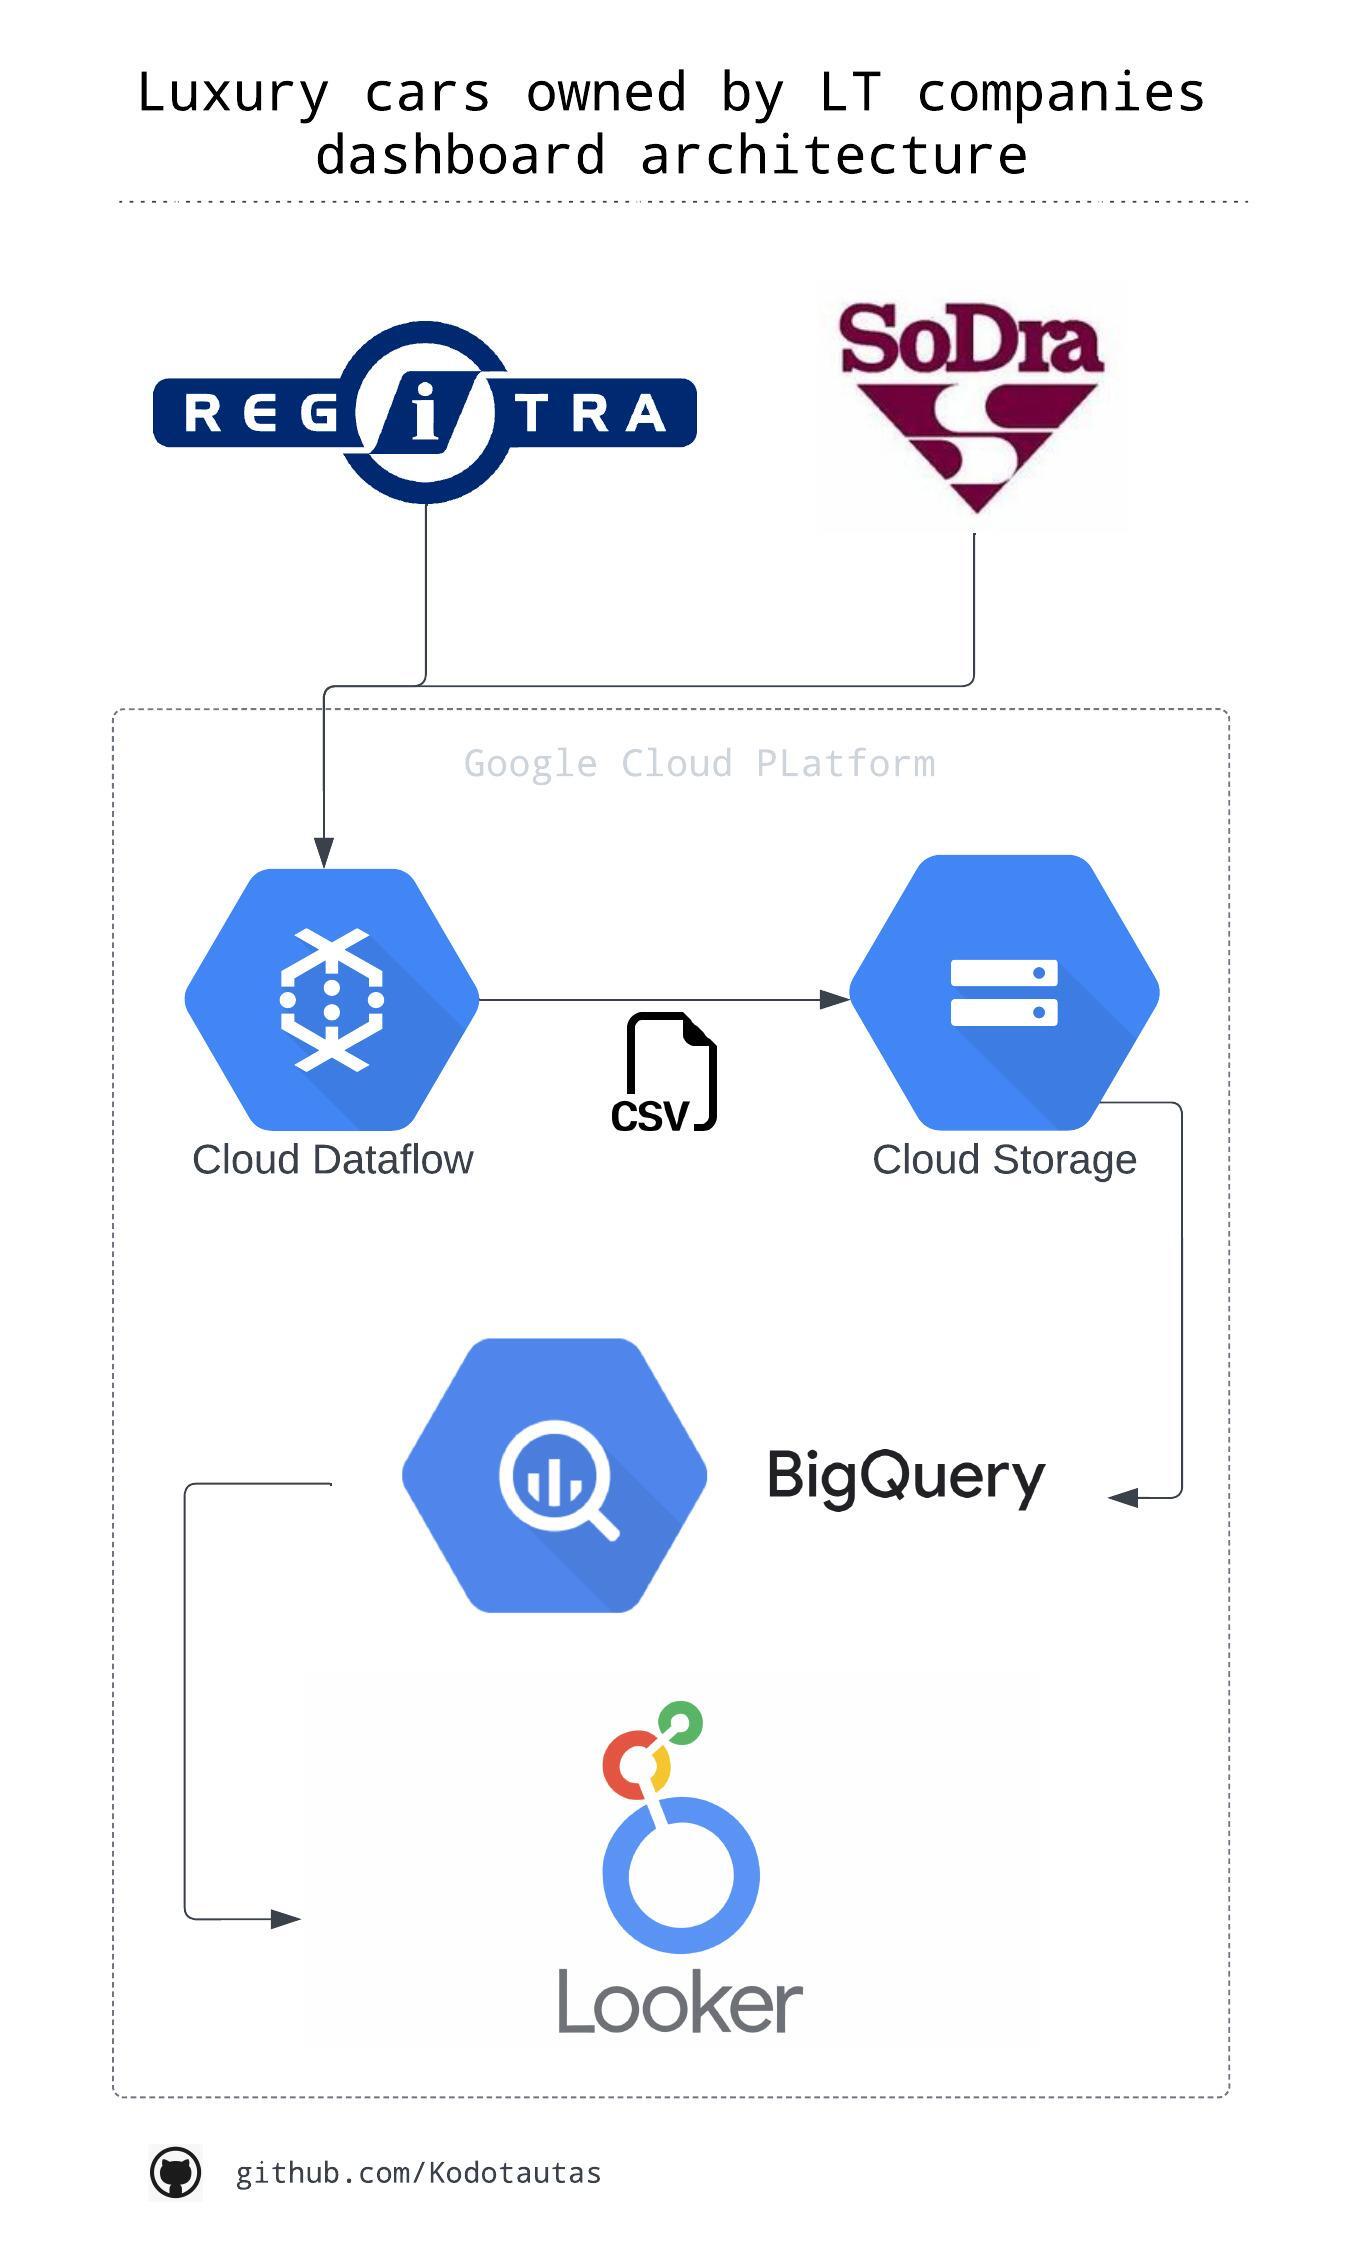 Luxury cars owned by LT companies
dashboard architecture
REGiTRA
SoDra
Google Cloud PLatform
CSV
Cloud Dataflow
Cloud Storage
BigQuery
Looker
github.com/Kodotautas